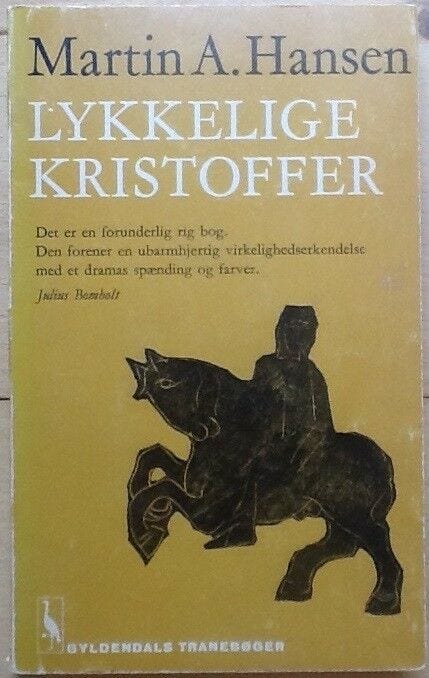 Martin A. Hansen
LYKKELIGE
KRISTOFFER
Det er en forunderlig rig bog.
Den forener en ubarmhjertig virkelighedserkendelse
med et dramas spænding og farver.
Julius Bomholt
GYLDENDALS TRANEBØGER